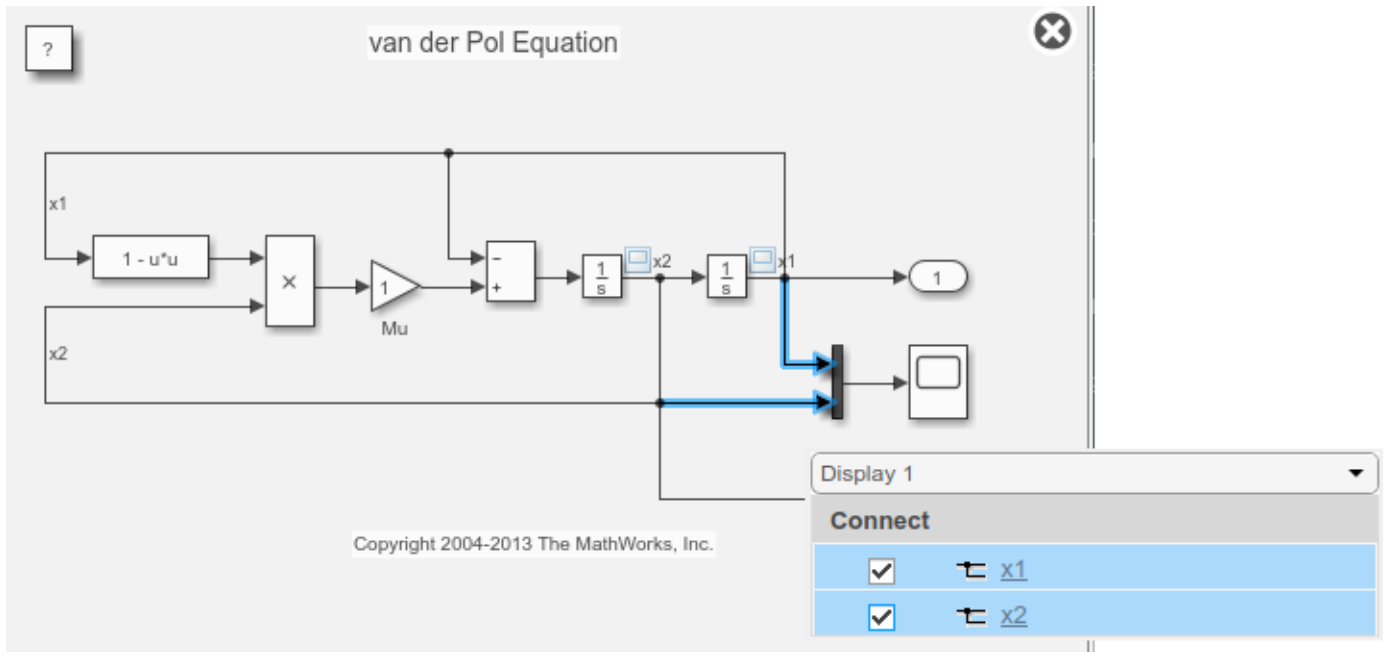 ?
van der Pol Equation
x1
1 - u*u
×
1
Mu
−
+
1
s
x2
1
s
x1
1
x2
Display 1
Connect
x1
x2
Copyright 2004-2013 The MathWorks, Inc.